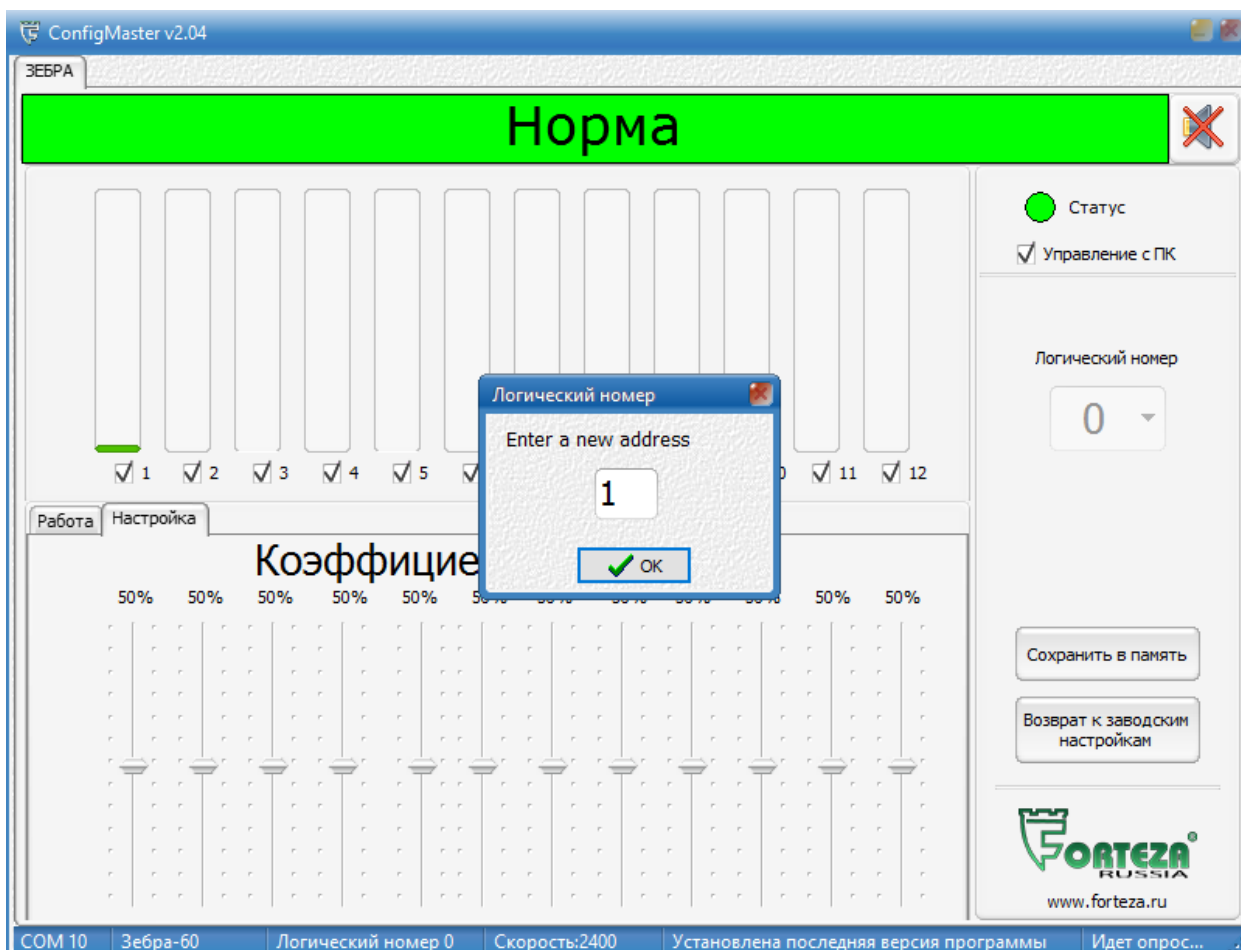 ConfigMaster v2.04
ЗЕБРА
Норма
Статус
Управление с ПК
Логический номер
0
1 2 3 4 5 11 12
Логический номер
Enter a new address
1
OK
Работа Настройка
50% 50% 50% 50% 50% 50% 50%
Сохранить в память
Возврат к заводским
настройкам
FORTEZA®
RUSSIA
www.forteza.ru
COM 10 Зебра-60 Логический номер 0 Скорость:2400 Установлена последняя версия программы Идет опрос...